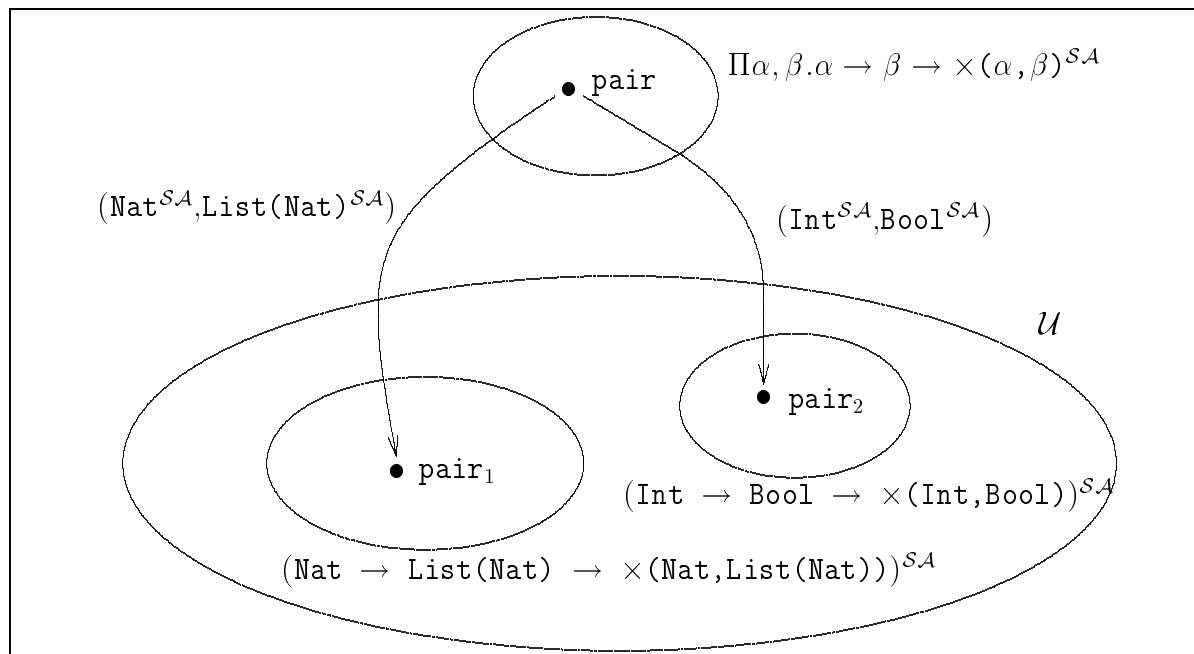 Πα, β.α → β → ×(α,β)^𝒮𝒜
pair
(Nat^𝒮𝒜,List(Nat)^𝒮𝒜)
(Int^𝒮𝒜,Bool^𝒮𝒜)
𝒰
pair₂
pair₁
(Int → Bool → ×(Int,Bool))^𝒮𝒜
(Nat → List(Nat) → ×(Nat,List(Nat)))^𝒮𝒜